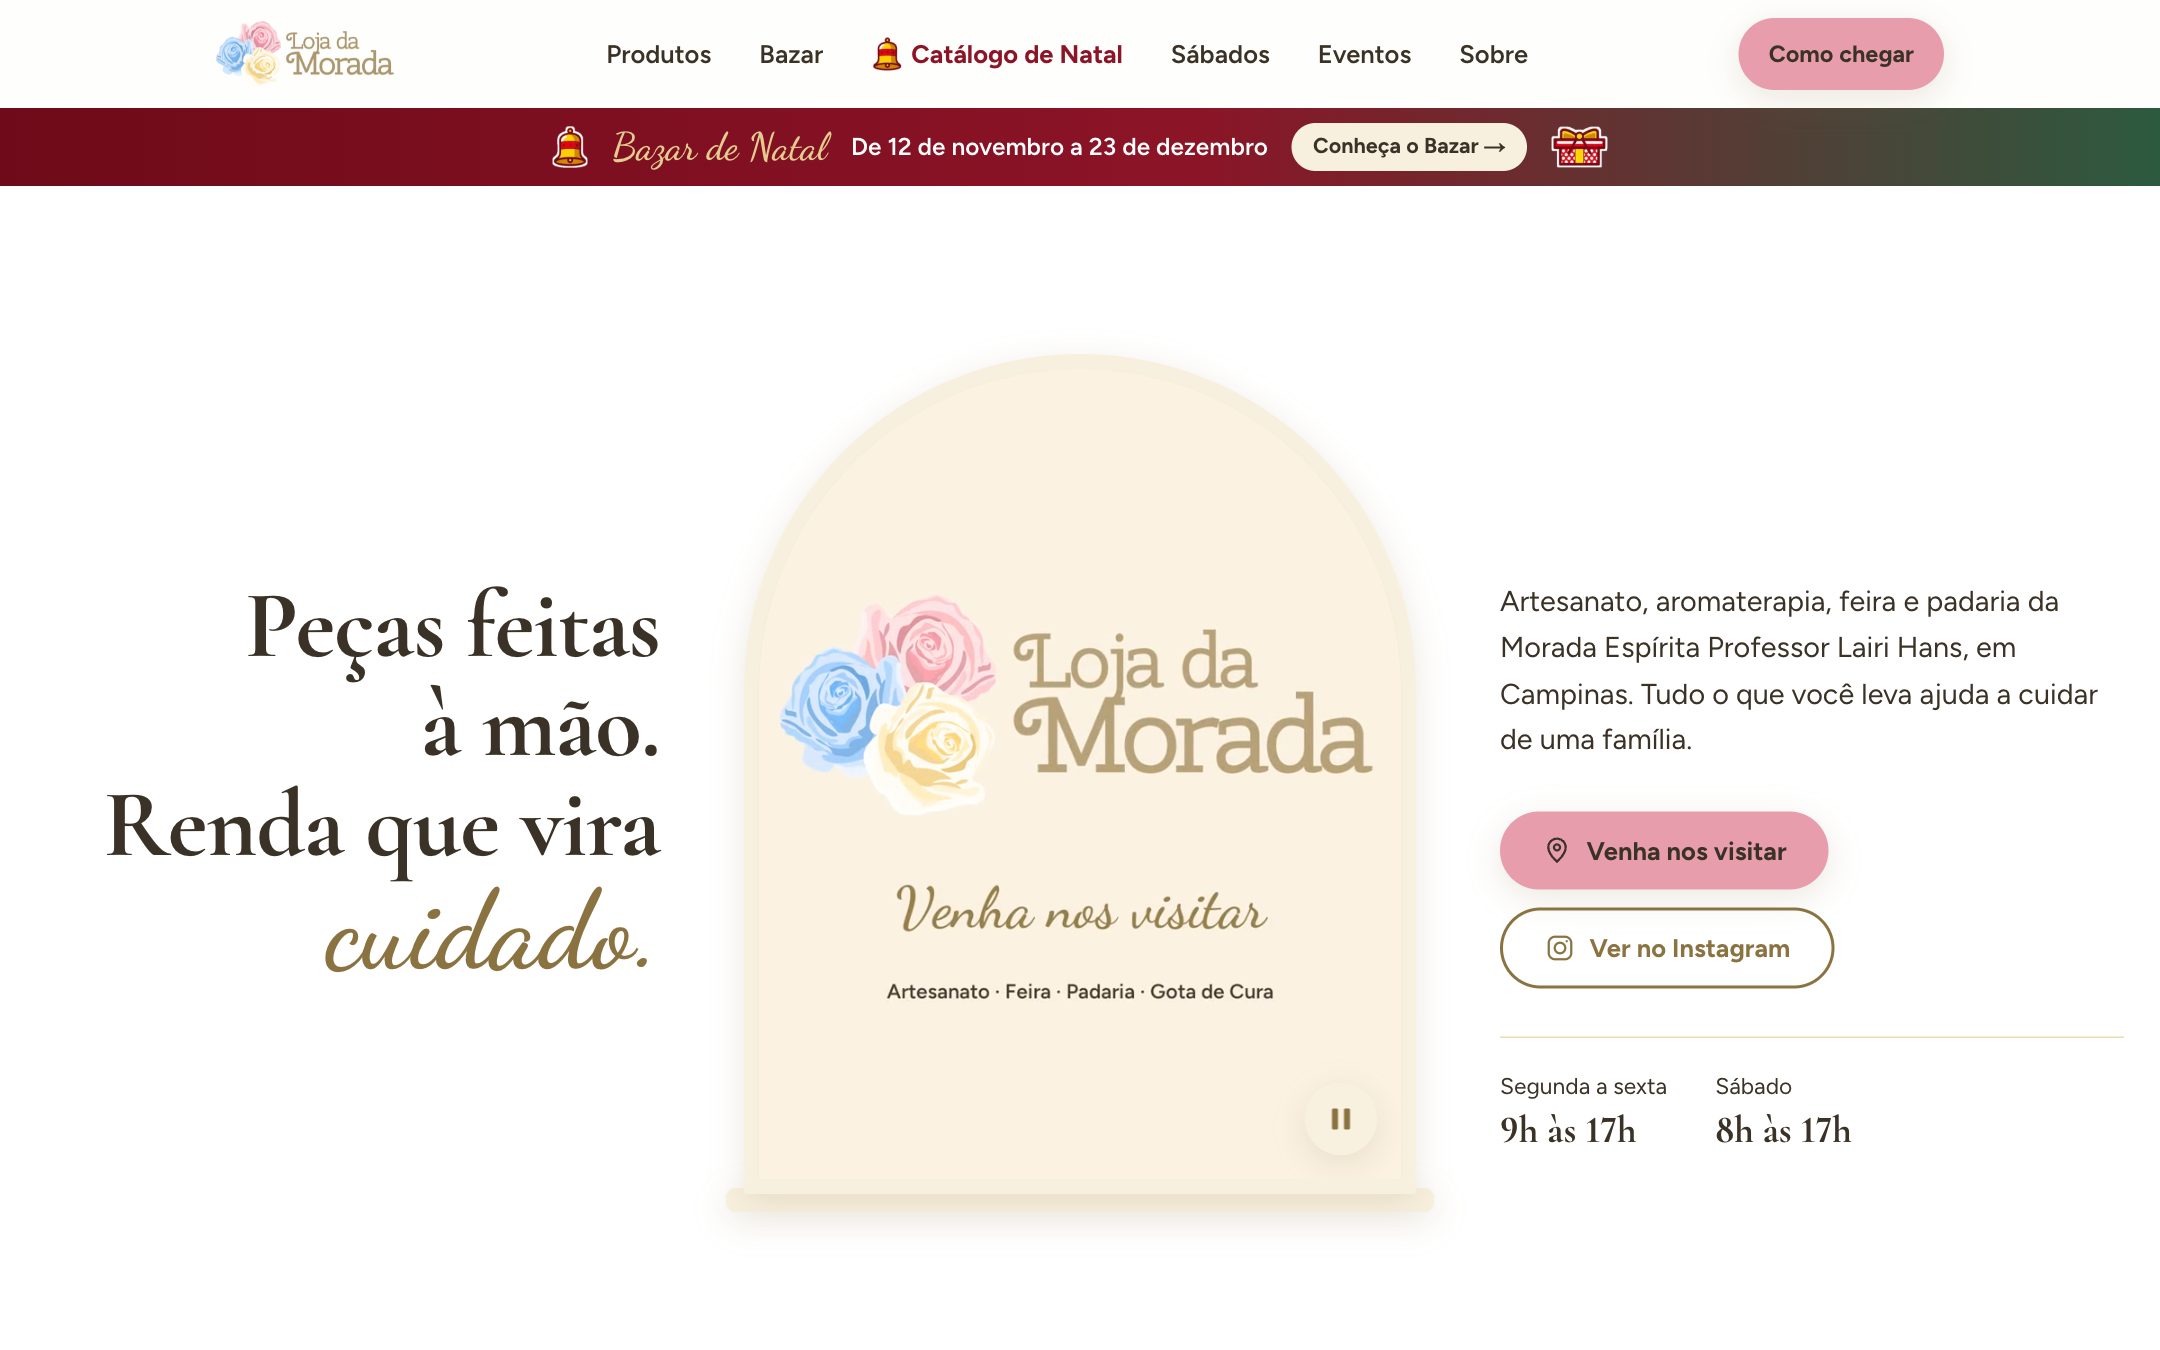 Loja da
Morada
Produtos
Bazar
Catálogo de Natal
Sábados
Eventos
Sobre
Como chegar
Bazar de Natal
De 12 de novembro a 23 de dezembro
Conheça o Bazar →
Peças feitas
à mão.
Renda que vira
cuidado.
Loja da
Morada
Venha nos visitar
Artesanato · Feira · Padaria · Gota de Cura
Artesanato, aromaterapia, feira e padaria da
Morada Espírita Professor Lairi Hans, em
Campinas. Tudo o que você leva ajuda a cuidar
de uma família.
Venha nos visitar
Ver no Instagram
Segunda a sexta
9h às 17h
Sábado
8h às 17h